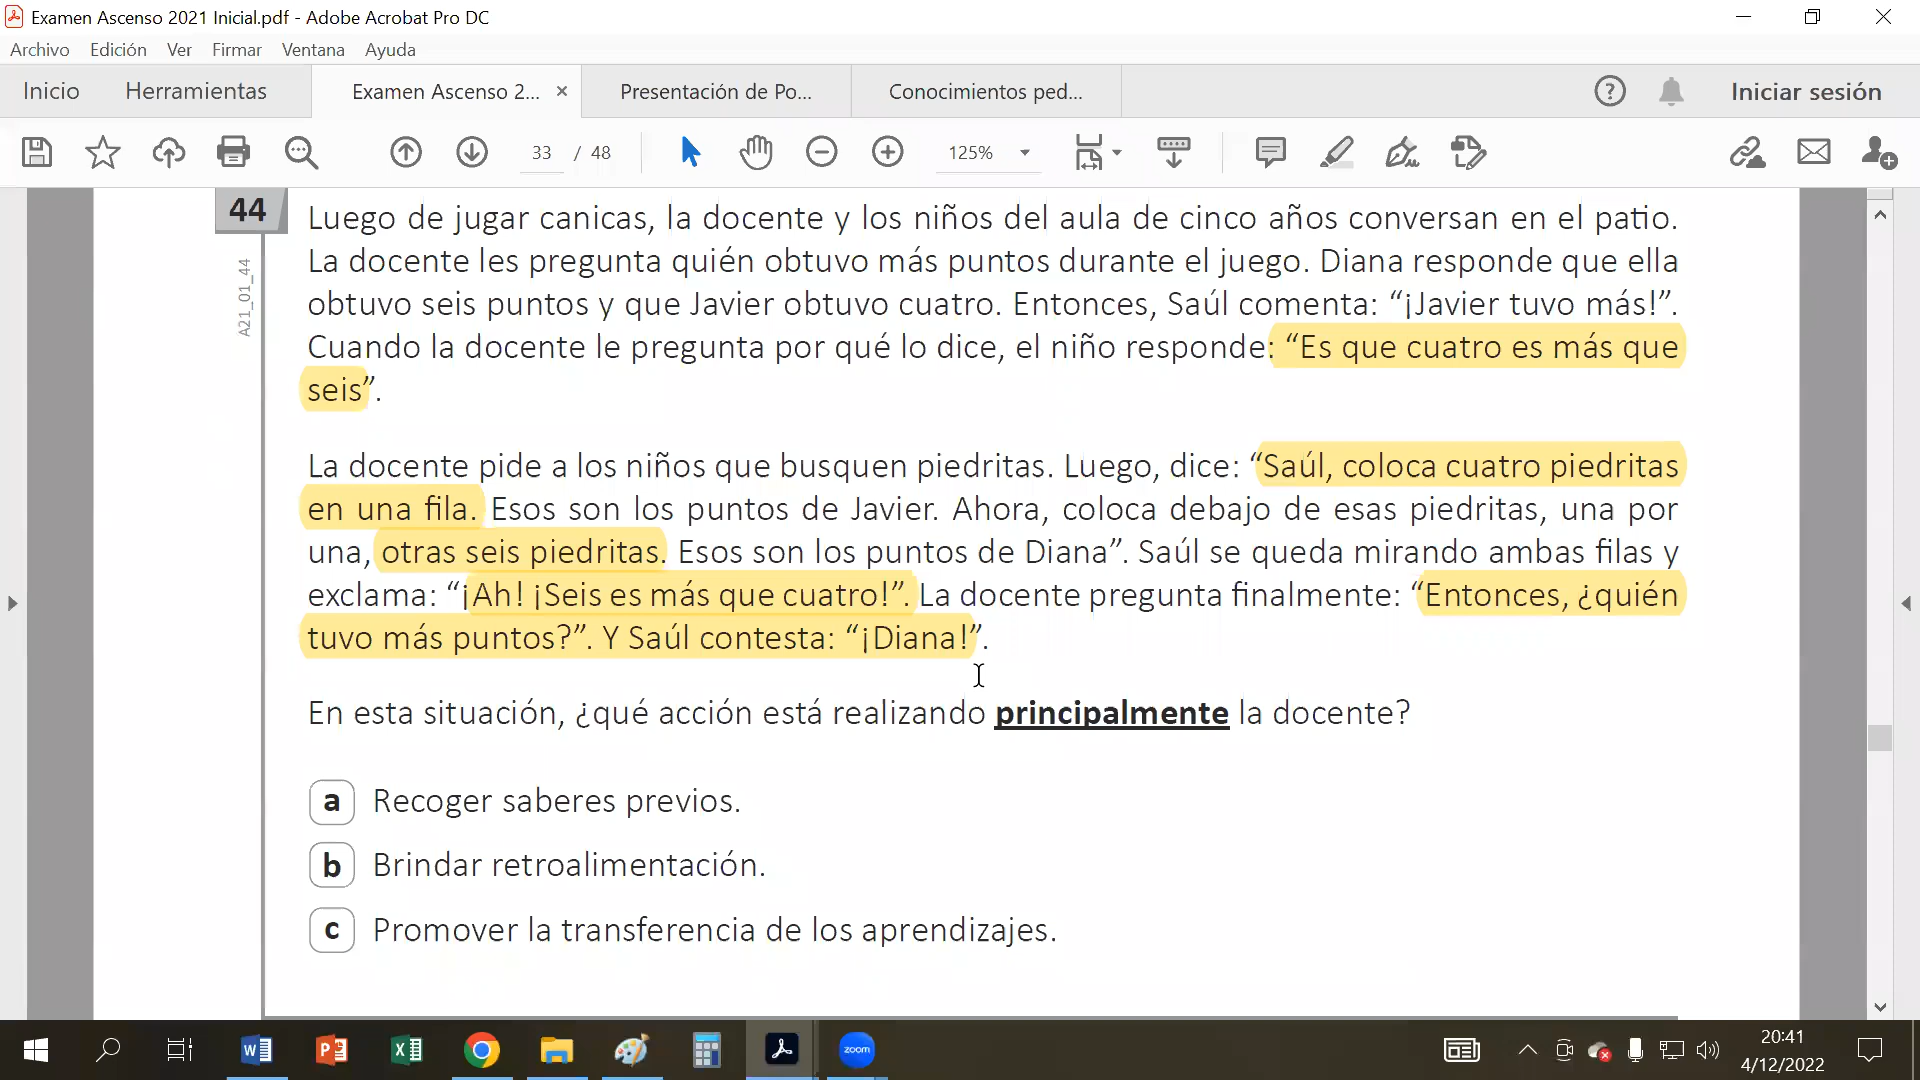 Examen Ascenso 2021 Inicial.pdf - Adobe Acrobat Pro DC
Archivo Edición Ver Firmar Ventana Ayuda
Inicio Herramientas Examen Ascenso 2... × Presentación de Po... Conocimientos ped... Iniciar sesión
33 / 48 125%
44
A21_01_44
Luego de jugar canicas, la docente y los niños del aula de cinco años conversan en el patio.
La docente les pregunta quién obtuvo más puntos durante el juego. Diana responde que ella
obtuvo seis puntos y que Javier obtuvo cuatro. Entonces, Saúl comenta: “¡Javier tuvo más!”.
Cuando la docente le pregunta por qué lo dice, el niño responde: “Es que cuatro es más que
seis”.
La docente pide a los niños que busquen piedritas. Luego, dice: “Saúl, coloca cuatro piedritas
en una fila. Esos son los puntos de Javier. Ahora, coloca debajo de esas piedritas, una por
una, otras seis piedritas. Esos son los puntos de Diana”. Saúl se queda mirando ambas filas y
exclama: “¡Ah! ¡Seis es más que cuatro!”. La docente pregunta finalmente: “Entonces, ¿quién
tuvo más puntos?”. Y Saúl contesta: “¡Diana!”.
En esta situación, ¿qué acción está realizando principalmente la docente?
a Recoger saberes previos.
b Brindar retroalimentación.
c Promover la transferencia de los aprendizajes.
zoom
20:41
4/12/2022